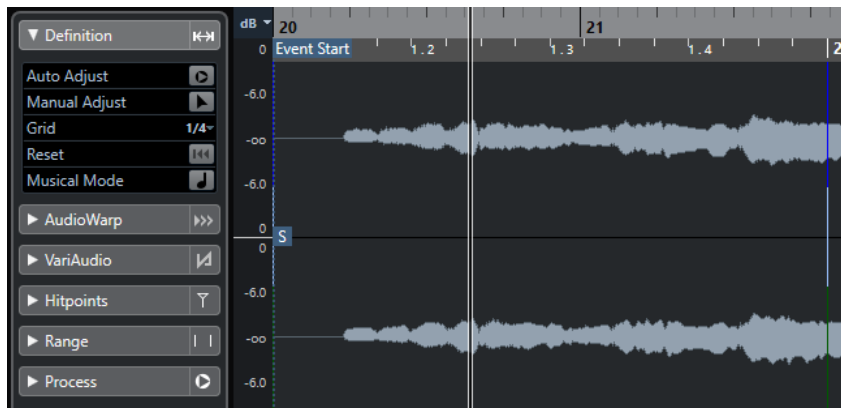 Definition
Auto Adjust
Manual Adjust
Grid 1/4
Reset
Musical Mode
AudioWarp
VariAudio
Hitpoints
Range
Process
dB 20 21
0 Event Start 1.2 1.3 1.4 2
-6.0
-oo
-6.0
0
S
0
-6.0
-oo
-6.0